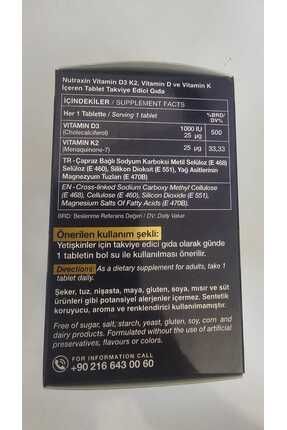 Nutraxin Vitamin D3 K2, Vitamin D ve Vitamin K
İçeren Tablet Takviye Edici Gıda
İÇİNDEKİLER / SUPPLEMENT FACTS
Her 1 Tablette / Serving 1 tablet
%BRD/
DV%
VITAMIN D3 1000 IU
(Cholecalciferol) 25 µg 500
VITAMIN K2
(Menaquinone-7) 25 µg 33,33
TR - Çapraz Bağlı Sodyum Karboksi Metil Selüloz (E 468)
Selüloz (E 460), Silikon Dioksit (E 551), Yağ Asitlerinin
Magnezyum Tuzları (E 470B)
EN - Cross-linked Sodium Carboxy Methyl Cellulose
(E 468), Cellulose (E 460), Silicon Dioxide (E 551),
Magnesium Salts Of Fatty Acids (E 470B)
BRD: Beslenme Referans Değeri / DV: Daily Value
Önerilen kullanım şekli:
Yetişkinler için takviye edici gıda olarak günde
1 tabletin bol su ile kullanılması önerilir.
Directions: As a dietary supplement for adults, take 1
tablet daily.
Şeker, tuz, nişasta, maya, gluten, soya, mısır ve süt
ürünleri gibi potansiyel alerjenler içermez. Sentetik
koruyucu, aroma ve renklendirici kullanılmamıştır.
Free of sugar, salt, starch, yeast, gluten, soy, corn and
dairy products. Formulated without the use of artificial
preservatives, flavours or colors.
FOR INFORMATION CALL
+90 216 643 00 60